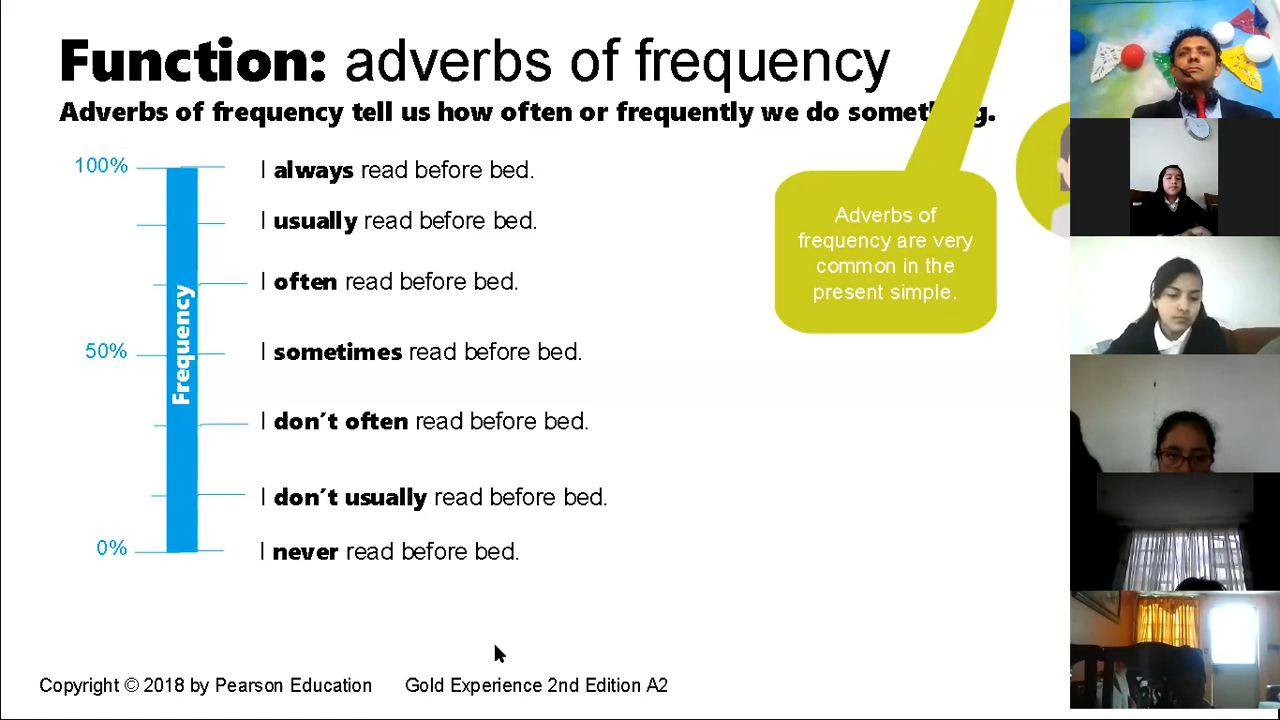 Function: adverbs of frequency
Adverbs of frequency tell us how often or frequently we do someth g.
100%
I always read before bed.
I usually read before bed.
I often read before bed.
50%
I sometimes read before bed.
I don´t often read before bed.
I don´t usually read before bed.
0%
I never read before bed.
Frequency
Adverbs of
frequency are very
common in the
present simple.
Copyright © 2018 by Pearson Education
Gold Experience 2nd Edition A2